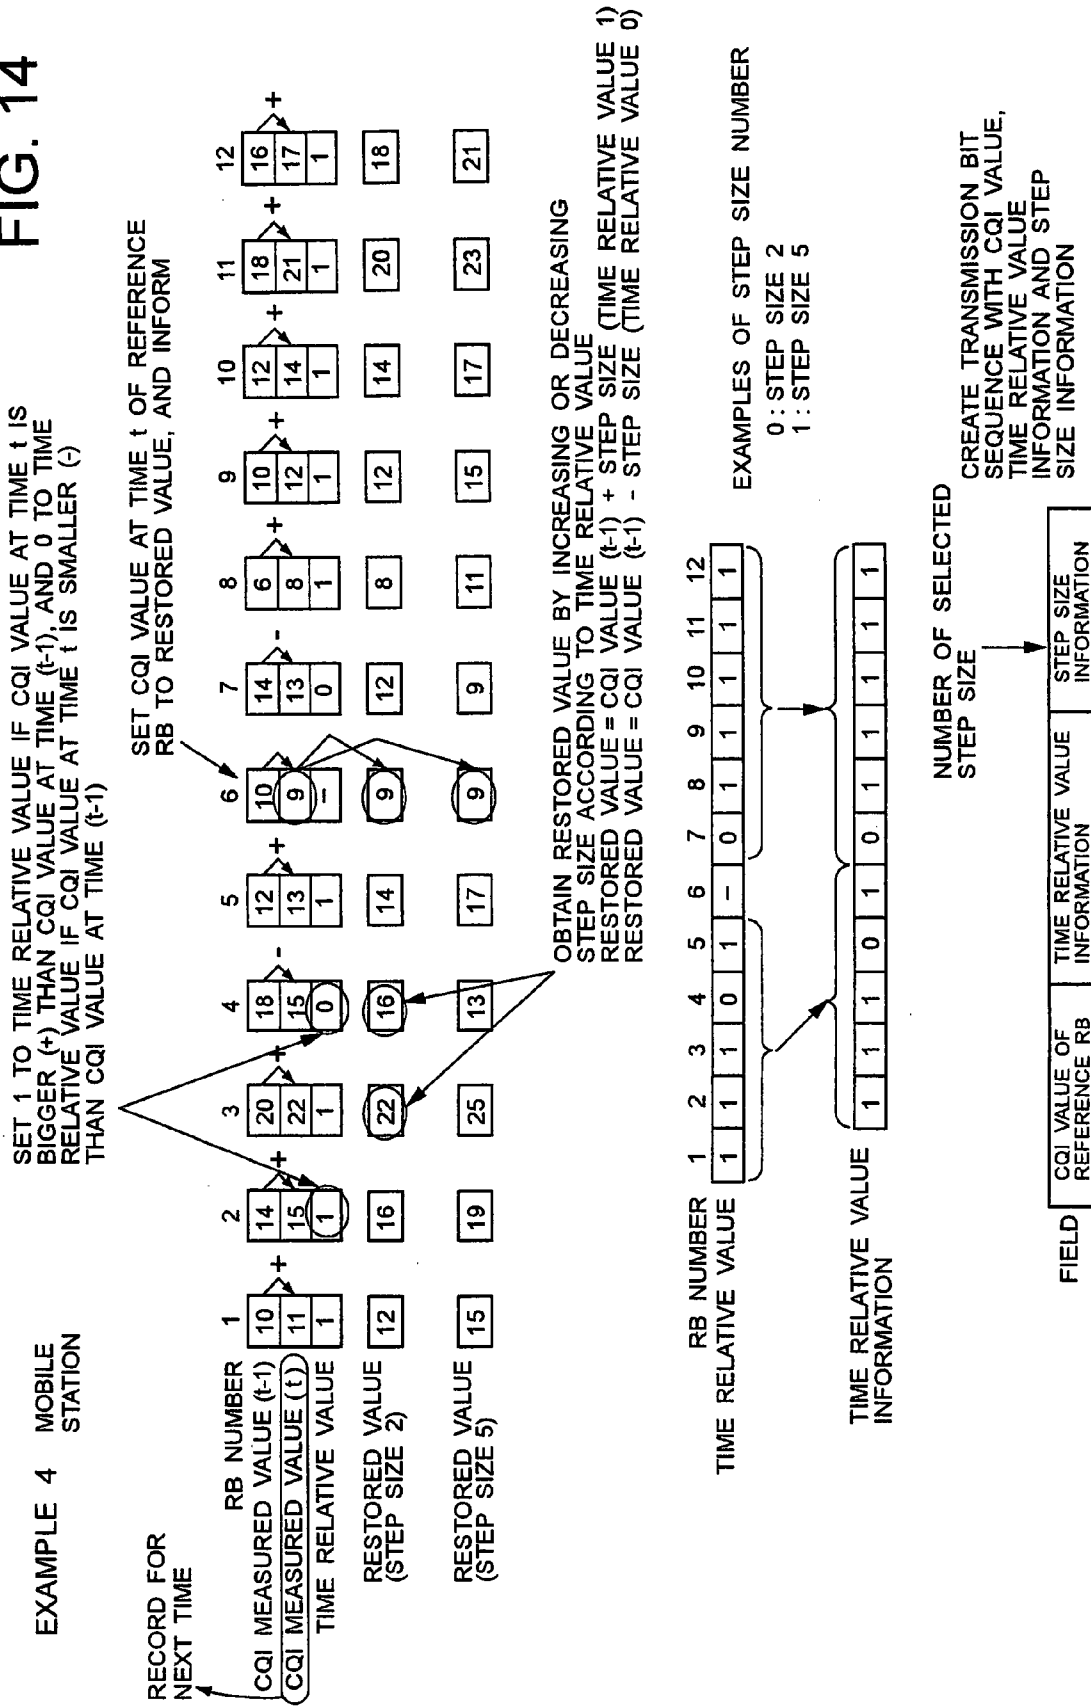 FIG. 14
EXAMPLE 4 MOBILE
STATION
SET 1 TO TIME RELATIVE VALUE IF CQI VALUE AT TIME t IS
BIGGER (+) THAN CQI VALUE AT TIME (t-1), AND 0 TO TIME
RELATIVE VALUE IF CQI VALUE AT TIME t IS SMALLER (-)
THAN CQI VALUE AT TIME (t-1)
RECORD FOR
NEXT TIME
SET CQI VALUE AT TIME t OF REFERENCE
RB TO RESTORED VALUE, AND INFORM
RB NUMBER 1 2 3 4 5 6 7 8 9 10 11 12
+ + + - + - + + + + +
CQI MEASURED VALUE (t-1) 10 14 20 18 12 10 14 6 10 12 18 16
CQI MEASURED VALUE (t) 11 15 22 15 13 9 13 8 12 14 21 17
TIME RELATIVE VALUE 1 1 1 0 1 – 0 1 1 1 1 1
RESTORED VALUE 12 16 22 16 14 9 12 8 12 14 20 18
(STEP SIZE 2)
RESTORED VALUE 15 19 25 13 17 9 9 11 15 17 23 21
(STEP SIZE 5)
OBTAIN RESTORED VALUE BY INCREASING OR DECREASING
STEP SIZE ACCORDING TO TIME RELATIVE VALUE
RESTORED VALUE = CQI VALUE (t-1) + STEP SIZE (TIME RELATIVE VALUE 1)
RESTORED VALUE = CQI VALUE (t-1) - STEP SIZE (TIME RELATIVE VALUE 0)
RB NUMBER 1 2 3 4 5 6 7 8 9 10 11 12
TIME RELATIVE VALUE 1 1 1 0 1 – 0 1 1 1 1 1
EXAMPLES OF STEP SIZE NUMBER
0 : STEP SIZE 2
1 : STEP SIZE 5
TIME RELATIVE VALUE 1 1 1 0 1 0 1 1 1 1 1
INFORMATION
NUMBER OF SELECTED
STEP SIZE
CREATE TRANSMISSION BIT
SEQUENCE WITH CQI VALUE,
TIME RELATIVE VALUE
INFORMATION AND STEP
SIZE INFORMATION
FIELD
CQI VALUE OF
REFERENCE RB
TIME RELATIVE VALUE
INFORMATION
STEP SIZE
INFORMATION